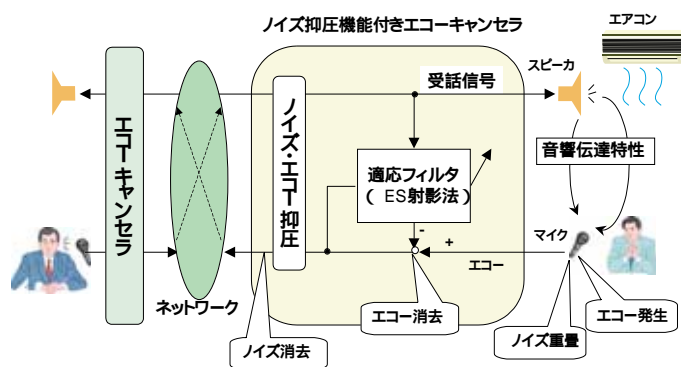 ノイズ抑圧機能付きエコーキャンセラ
エアコン
スピーカ
受話信号
エコーキャンセラ
ノイズ・エコー抑圧
適応フィルタ
( ES射影法)
音響伝達特性
-
+
マイク
エコー
ネットワーク
エコー消去
エコー発生
ノイズ消去
ノイズ重畳